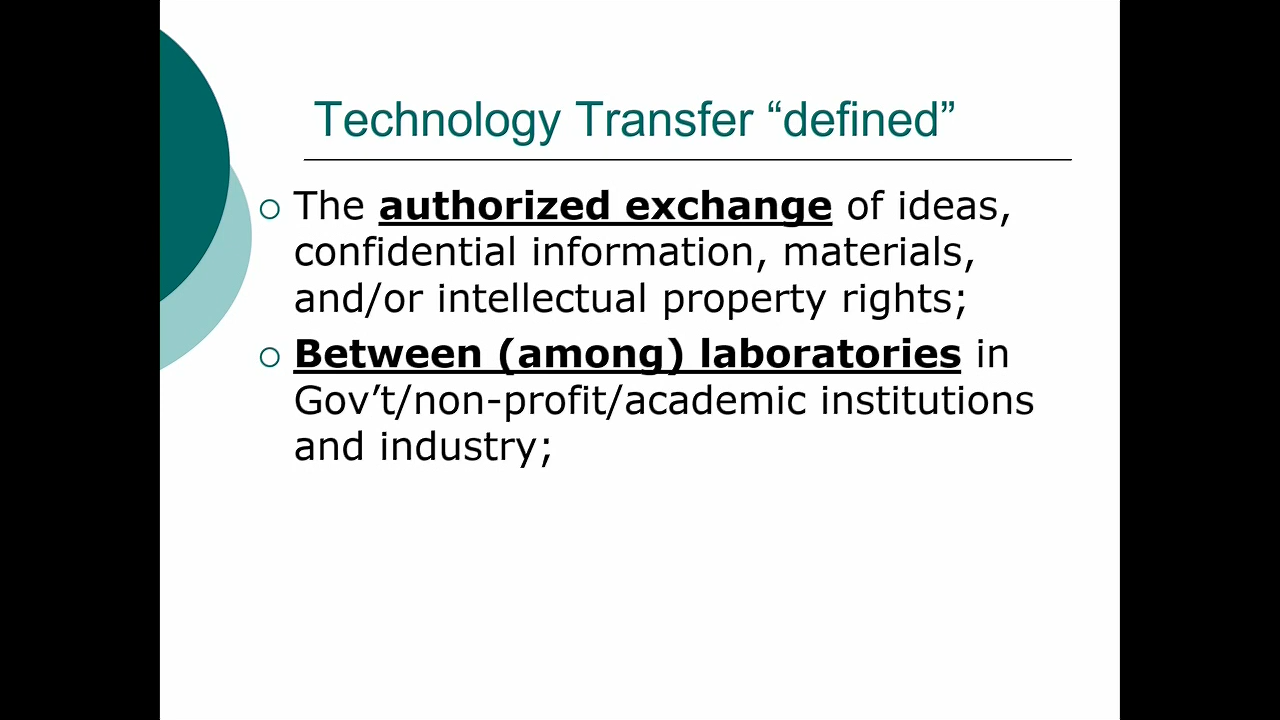 Technology Transfer “defined”
The authorized exchange of ideas,
confidential information, materials,
and/or intellectual property rights;
Between (among) laboratories in
Gov’t/non-profit/academic institutions
and industry;